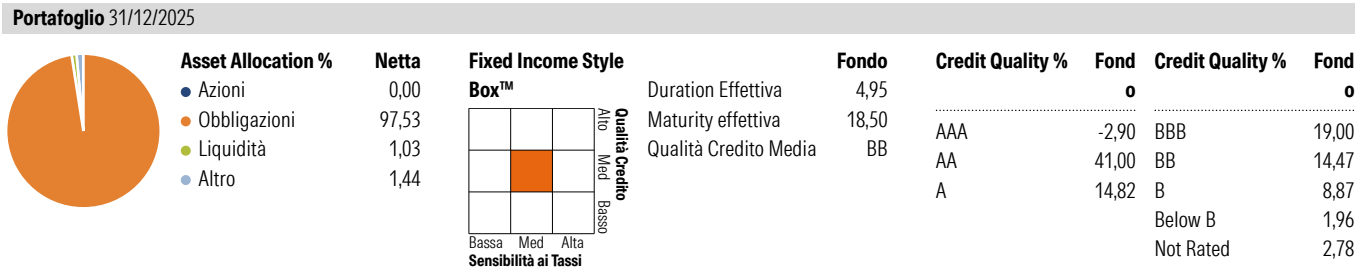 Portafoglio 31/12/2025
Asset Allocation % Netta
Azioni 0,00
Obbligazioni 97,53
Liquidità 1,03
Altro 1,44
Fixed Income Style
Box™
Alto Med Basso
Qualità Credito
Bassa Med Alta
Sensibilità ai Tassi
Fondo
Duration Effettiva 4,95
Maturity effettiva 18,50
Qualità Credito Media BB
Credit Quality % Fond
o
AAA -2,90
AA 41,00
A 14,82
Credit Quality % Fond
o
BBB 19,00
BB 14,47
B 8,87
Below B 1,96
Not Rated 2,78